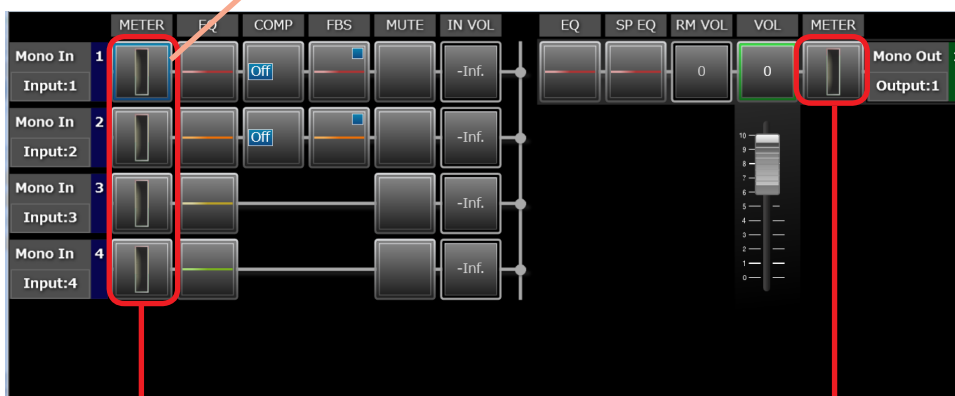 METER EQ COMP FBS MUTE IN VOL EQ SP EQ RM VOL VOL METER
Mono In 1 Off -Inf. 0 0 Mono Out
Input:1 Output:1
Mono In 2 Off -Inf.
Input:2
10
9
8
7
6
5
4
3
2
1
0
Mono In 3 -Inf.
Input:3
Mono In 4 -Inf.
Input:4